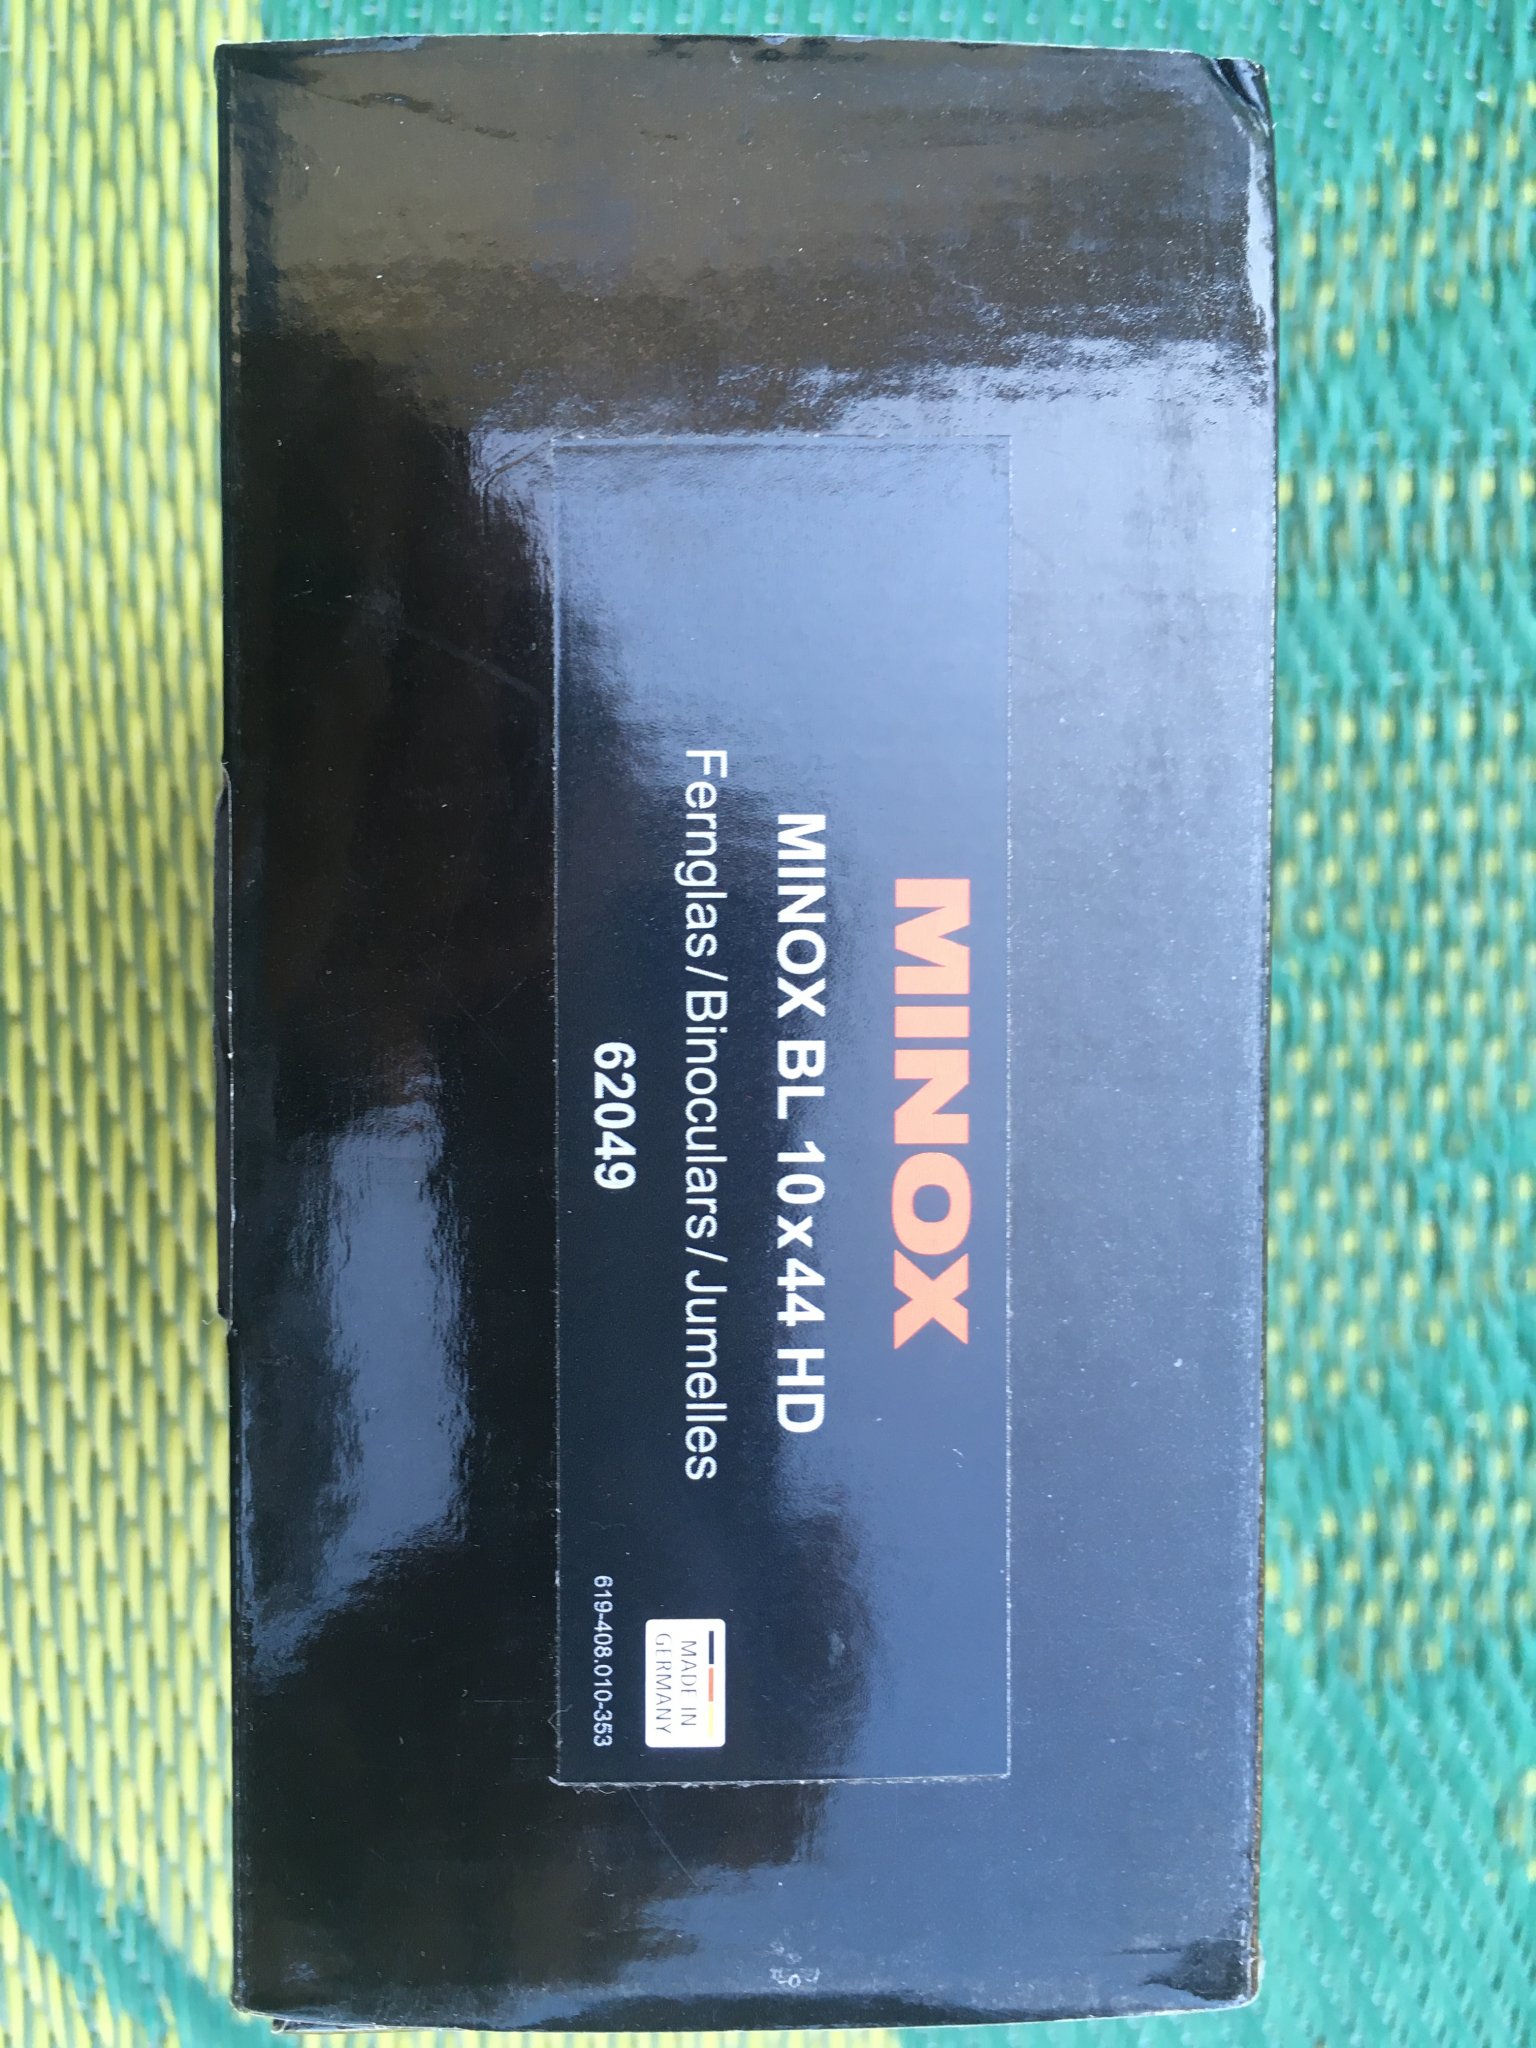 MINOX
MINOX BL 10x44 HD
Fernglas/Binoculars/Jumelles
62049
MADE IN
GERMANY
619-408.010-353